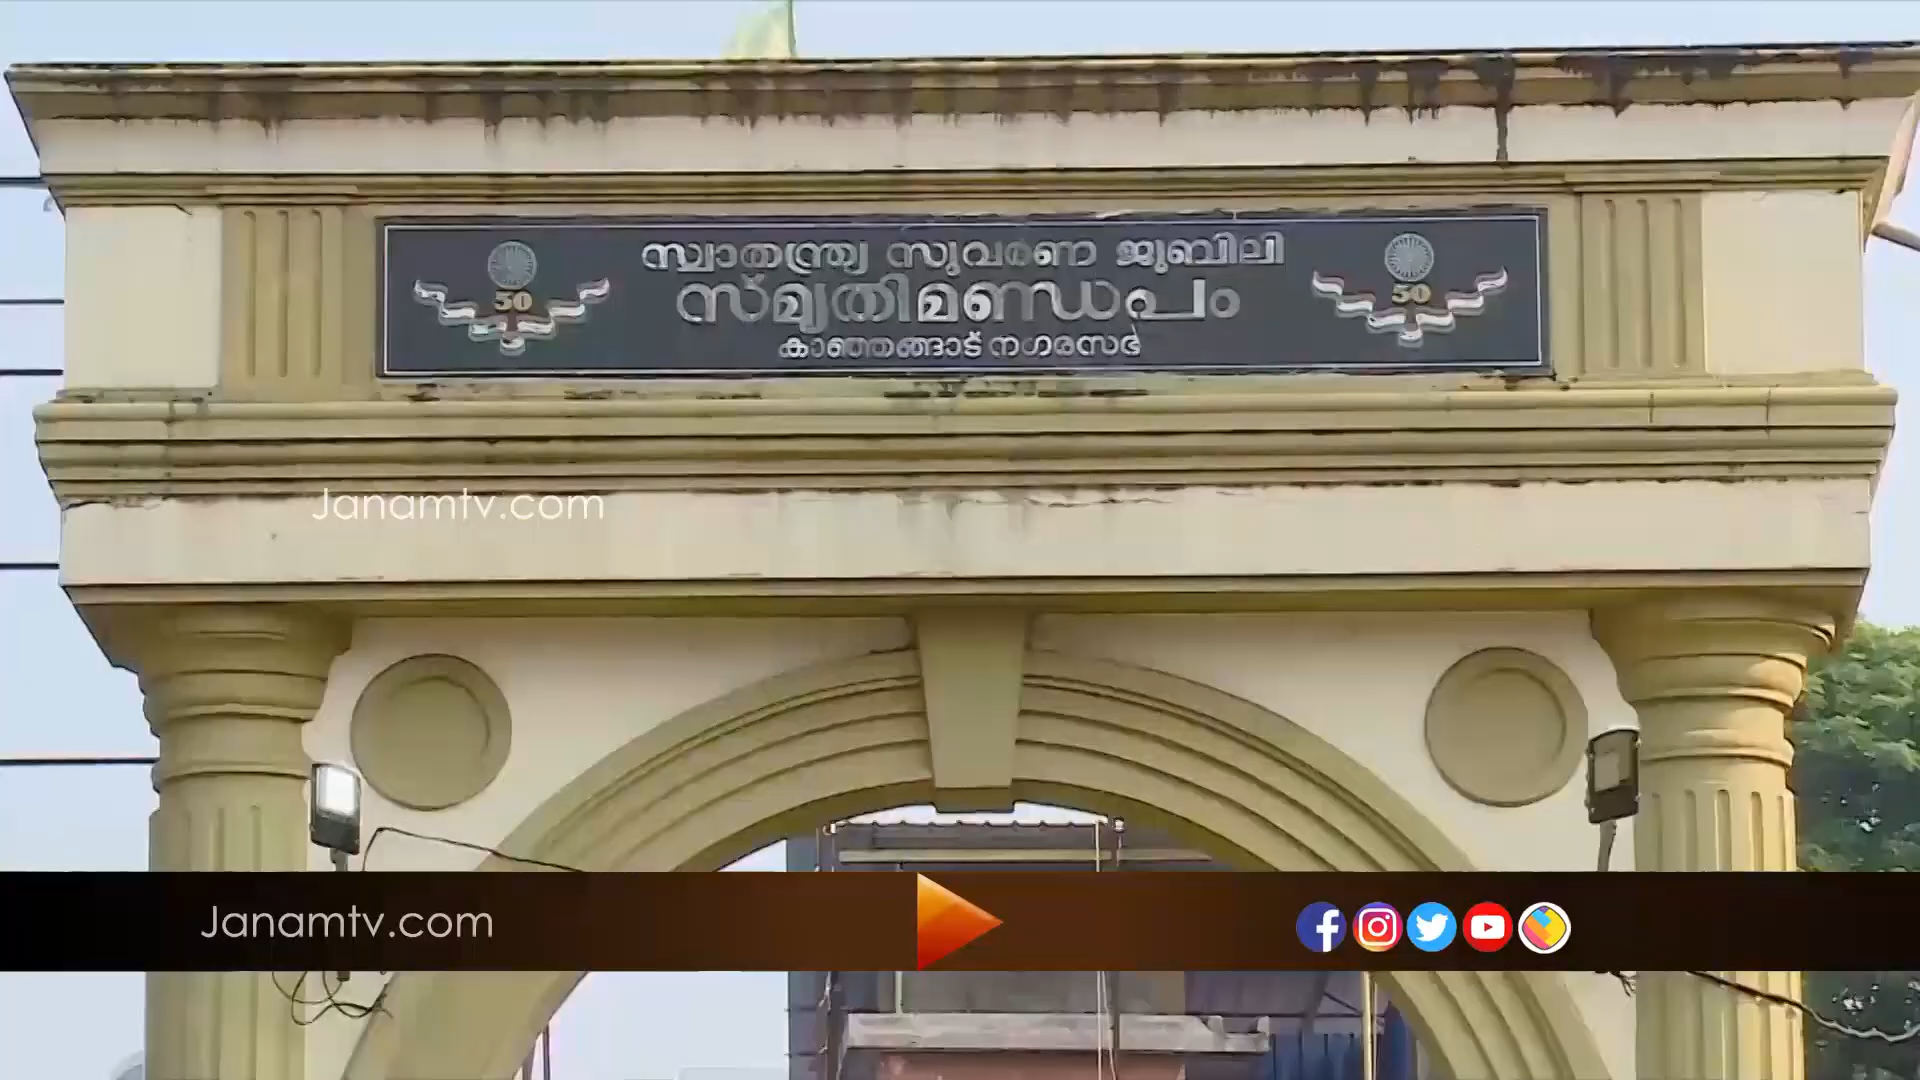 സ്വാതന്ത്ര്യ സുവർണ ജൂബിലി
സ്മൃതിമണ്ഡപം
കാഞ്ഞങ്ങാട് നഗരസഭ
50
50
Janamtv.com
Janamtv.com